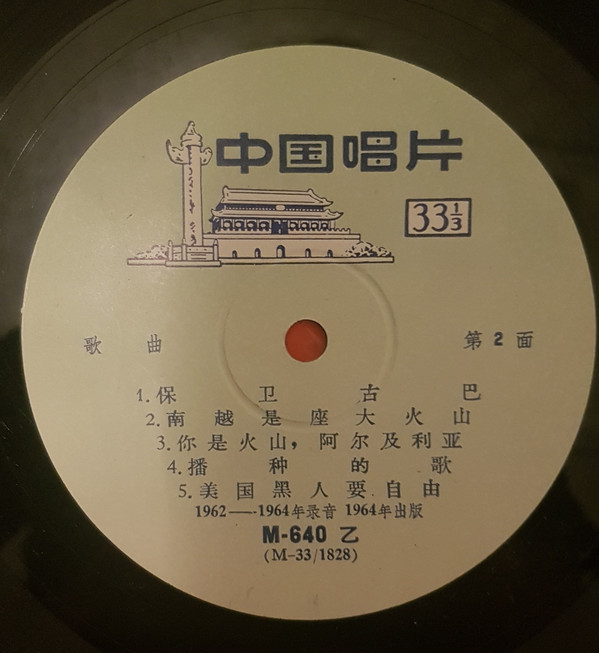 中国唱片
33⅓
歌曲 第2面
1.保卫古巴
2.南越是座大火山
3.你是火山，阿尔及利亚
4.播种的歌
5.美国黑人要自由
1962——1964年录音 1964年出版
M-640 乙
(M-33/1828)